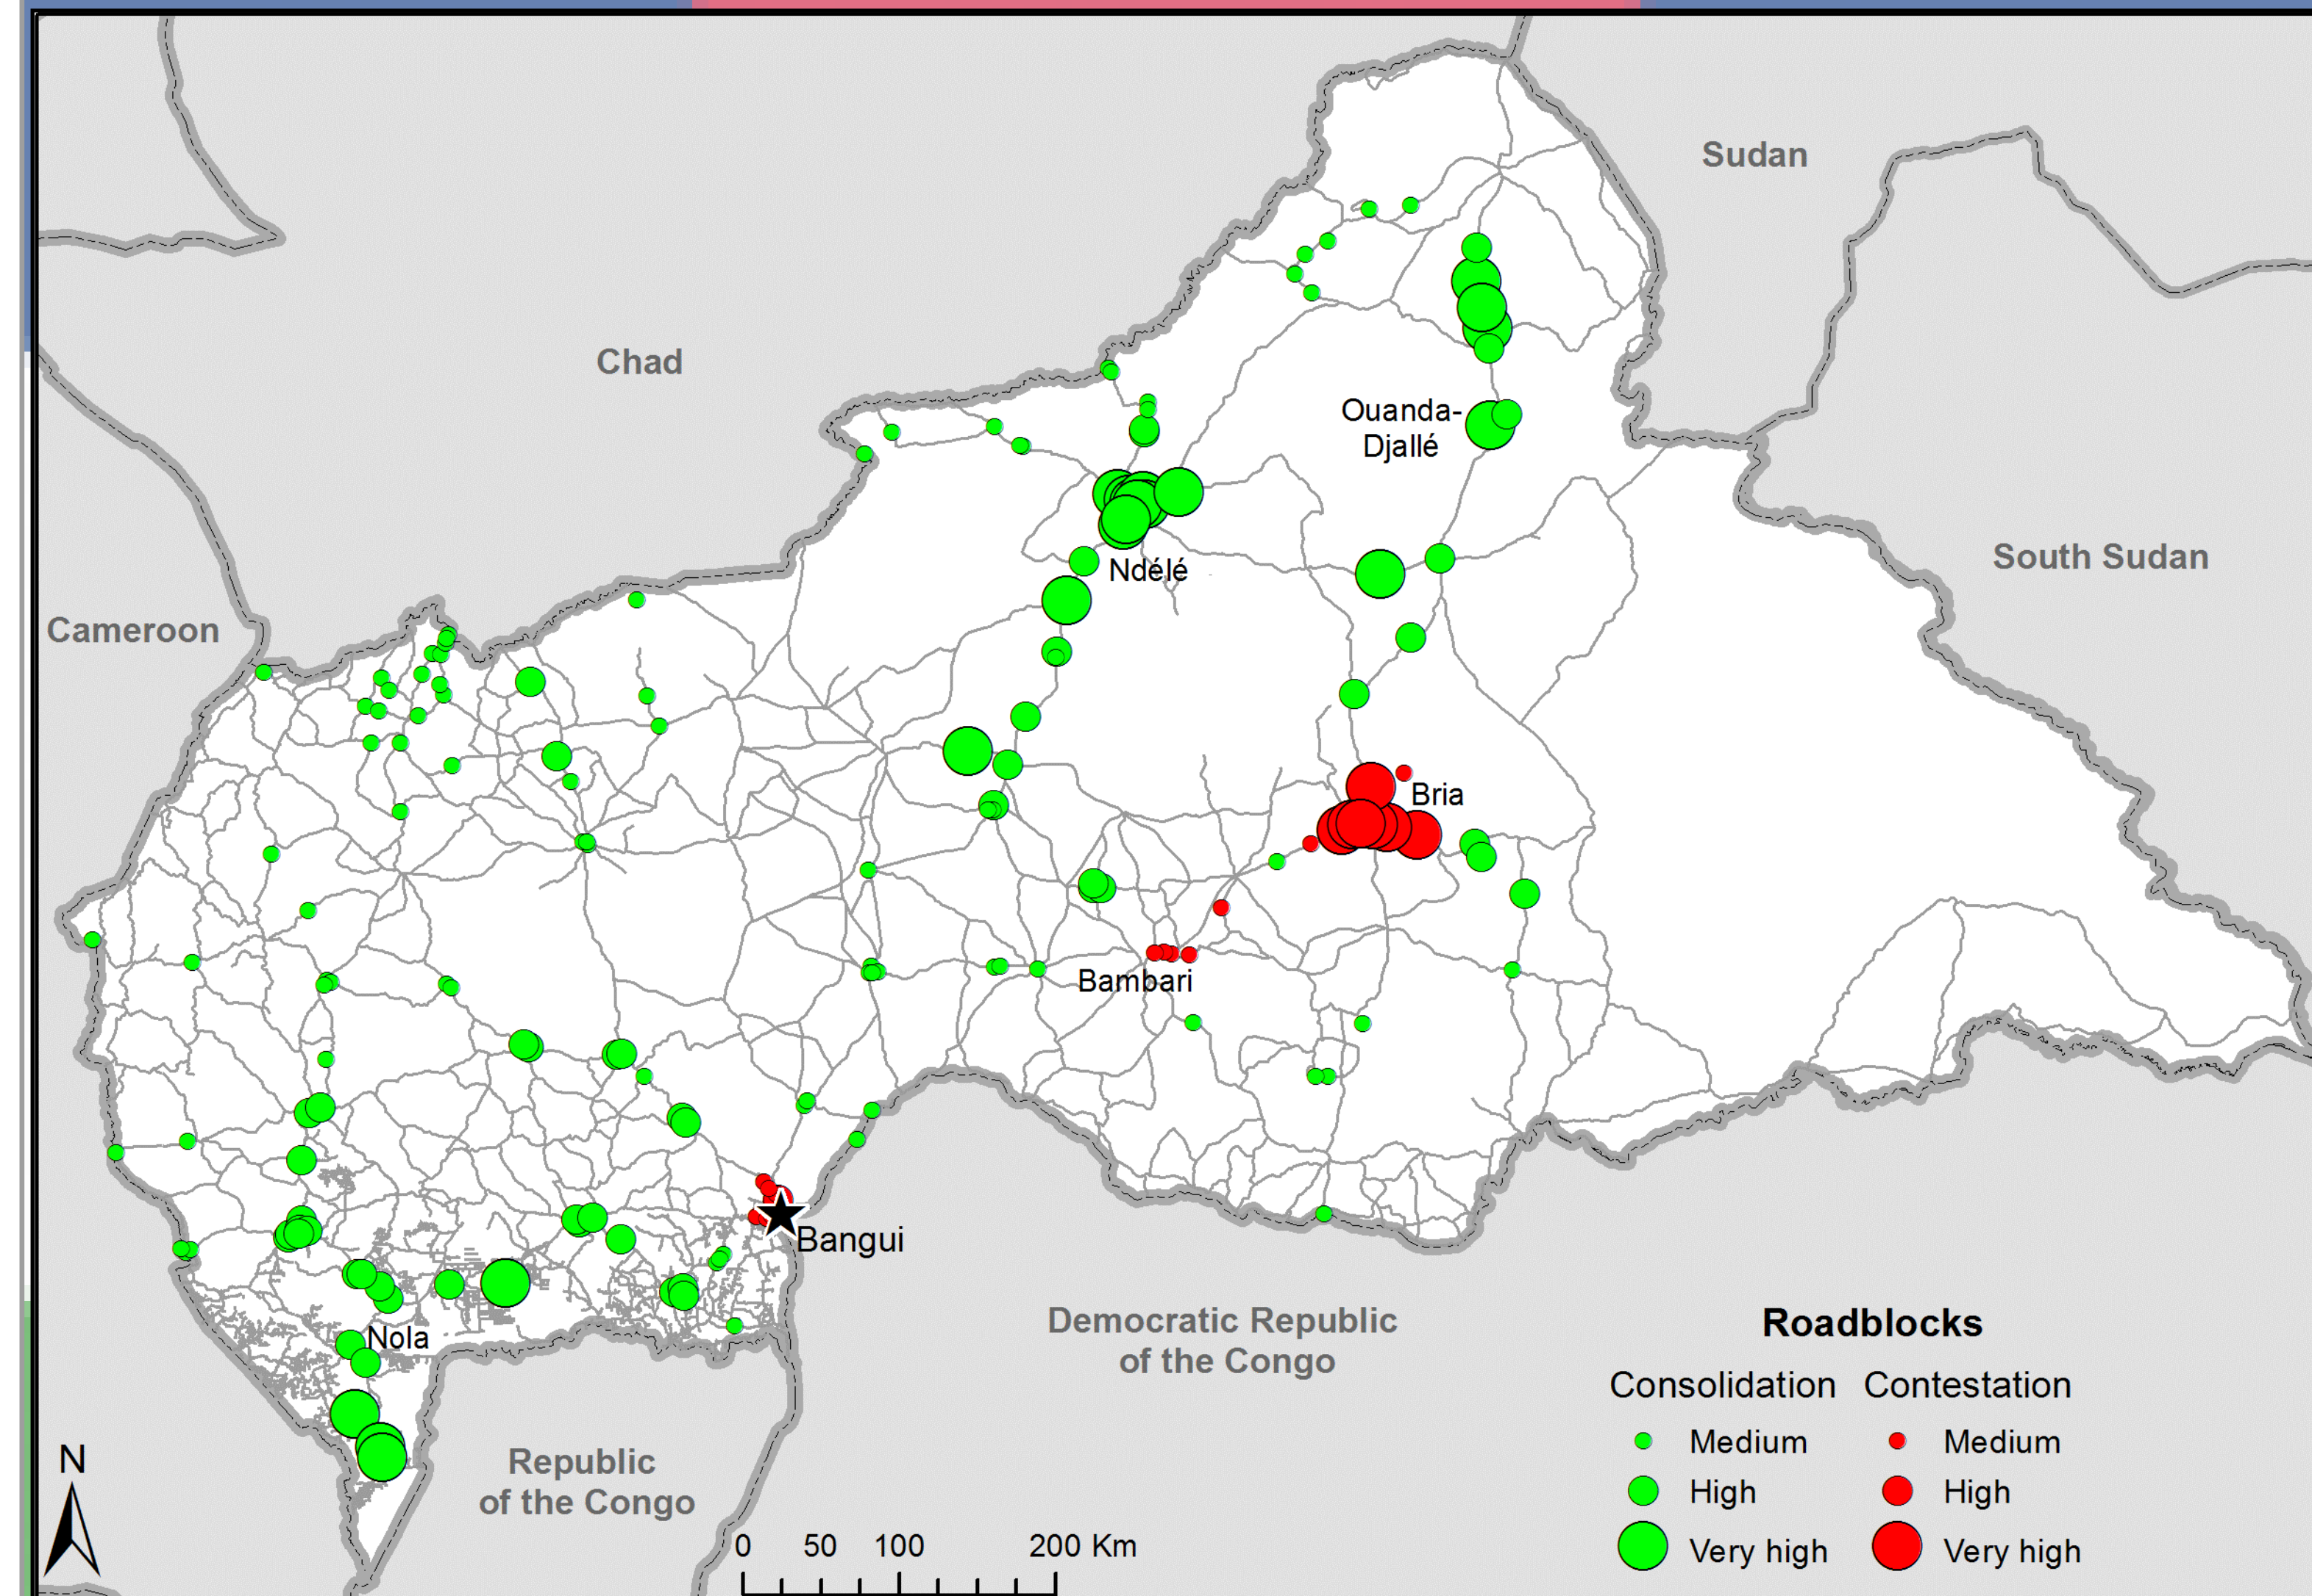 Sudan
Chad
Ouanda-
Djallé
South Sudan
Ndélé
Cameroon
Bria
Bambari
Bangui
Democratic Republic
of the Congo
Nola
Republic
of the Congo
N
0 50 100 200 Km
Roadblocks
Consolidation Contestation
Medium Medium
High High
Very high Very high